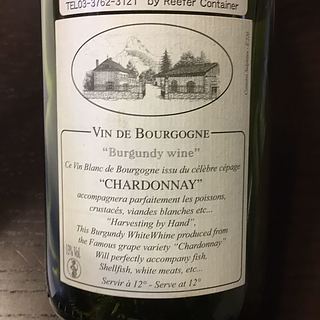 TEL03-3762-3121 by Reefer Container
VIN DE BOURGOGNE
"Burgundy wine"
Ce Vin Blanc de Bourgogne issu du célèbre cépage
"CHARDONNAY"
accompagnera parfaitement les poissons,
crustacés, viandes blanches etc...
"Harvesting by Hand",
This Burgundy WhiteWhine produced from
the Famous grape variety "Chardonnay"
Will perfectly accompany fish,
Shellfish, white meats, etc...
Servir à 12° - Serve at 12°